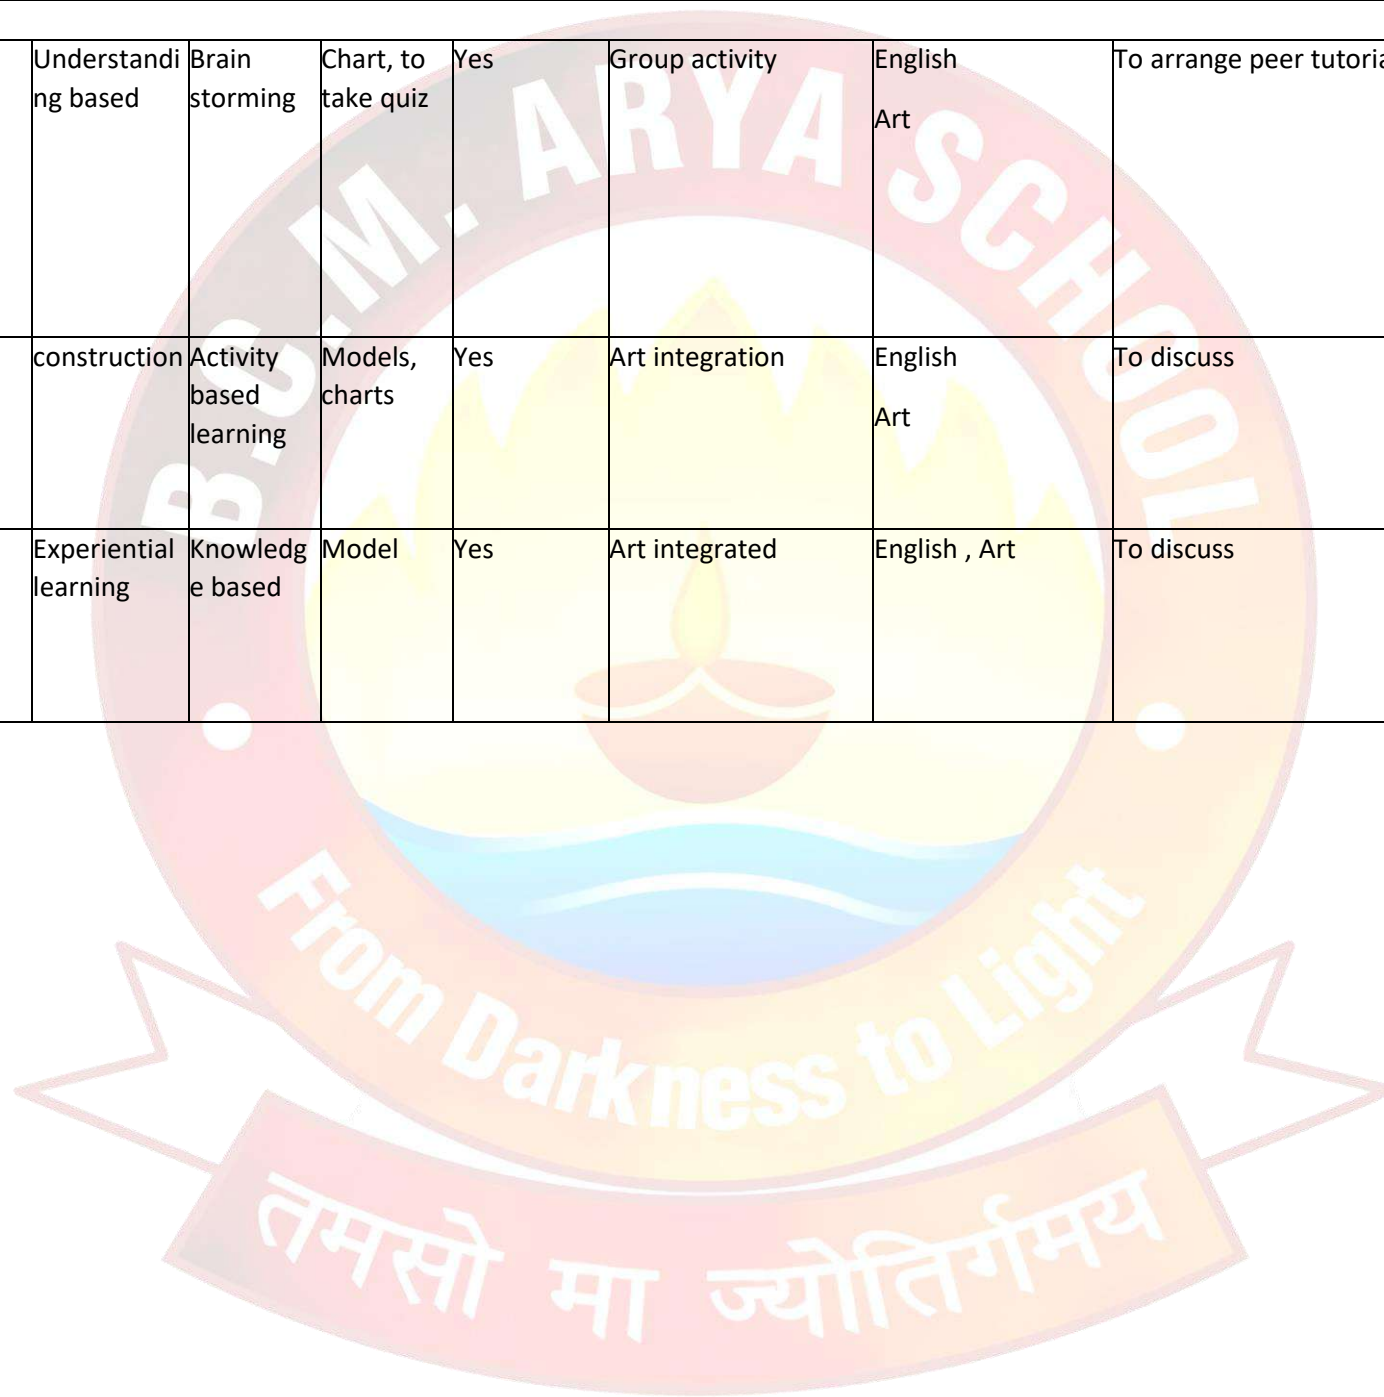 Understandi
ng based
Brain
storming
Chart, to
take quiz
Yes
Group activity
English
Art
To arrange peer tutoria
construction
Activity
based
learning
Models,
charts
Yes
Art integration
English
Art
To discuss
Experiential
learning
Knowledg
e based
Model
Yes
Art integrated
English , Art
To discuss
B.C.M. ARYA SCHOOL
From Darkness to Light
तमसो मा ज्योतिर्गमय